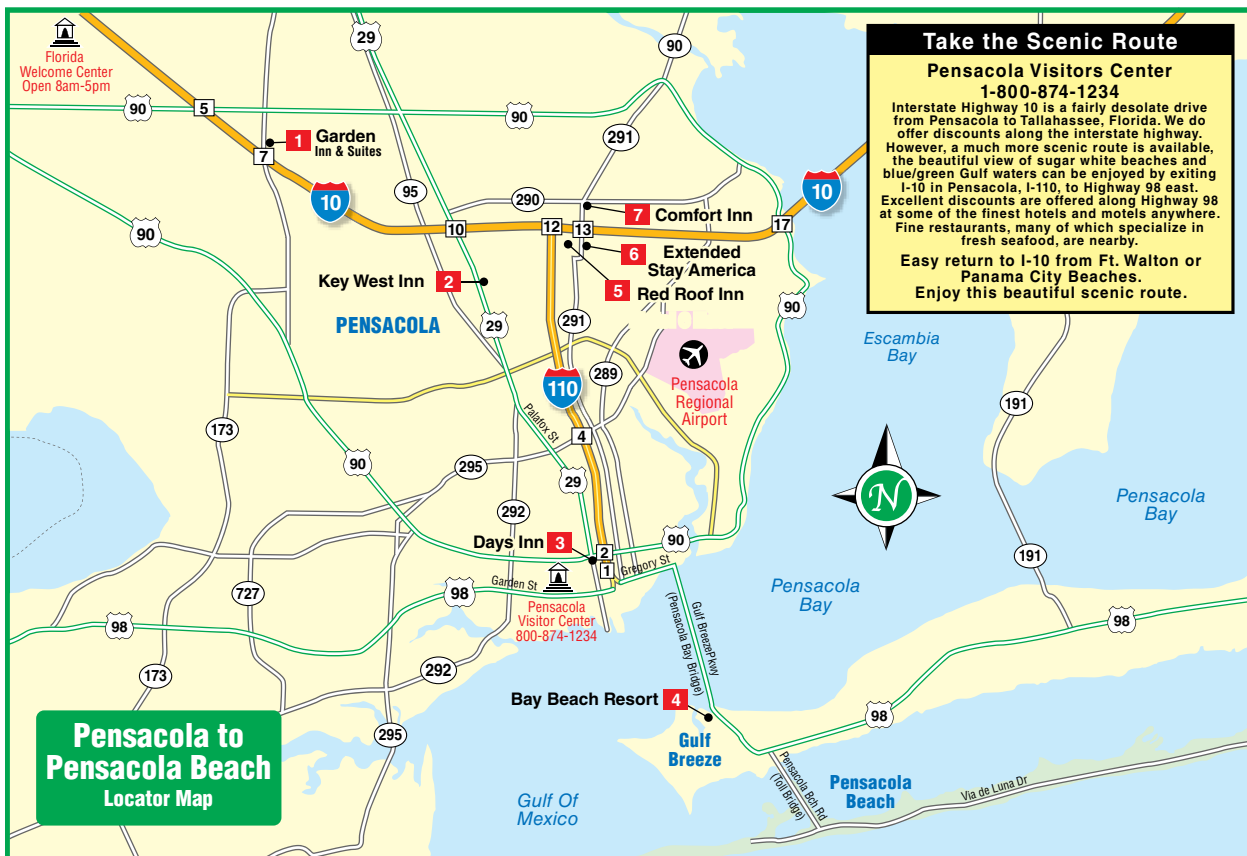 Take the Scenic Route
Pensacola Visitors Center
1-800-874-1234
Interstate Highway 10 is a fairly desolate drive
from Pensacola to Tallahassee, Florida. We do
offer discounts along the interstate highway.
However, a much more scenic route is available,
the beautiful view of sugar white beaches and
blue/green Gulf waters can be enjoyed by exiting
I-10 in Pensacola, I-110, to Highway 98 east.
Excellent discounts are offered along Highway 98
at some of the finest hotels and motels anywhere.
Fine restaurants, many of which specialize in
fresh seafood, are nearby.
Easy return to I-10 from Ft. Walton or
Panama City Beaches.
Enjoy this beautiful scenic route.
Florida
Welcome Center
Open 8am-5pm
29
90
90
5
90
90
1 Garden
Inn & Suites
7
291
10
95
290
7 Comfort Inn
10
17
90
10
12
13
6 Extended
Stay America
Key West Inn 2
5 Red Roof Inn
90
PENSACOLA
29
291
Escambia
Bay
110
289
Pensacola
Regional
Airport
191
Palafox St
173
4
90
295
29
N
Pensacola
Bay
292
Days Inn 3
2
90
1
Gregory St
191
Garden St
727
98
Pensacola
Visitor Center
800-874-1234
Pensacola
Bay
98
98
Gulf BreezePkwy
(Pensacola Bay Bridge)
292
173
Bay Beach Resort 4
98
295
Gulf
Breeze
Pensacola to
Pensacola Beach
Locator Map
Pensacola Bch Rd
(Toll Bridge)
Pensacola
Beach
Via de Luna Dr
Gulf Of
Mexico